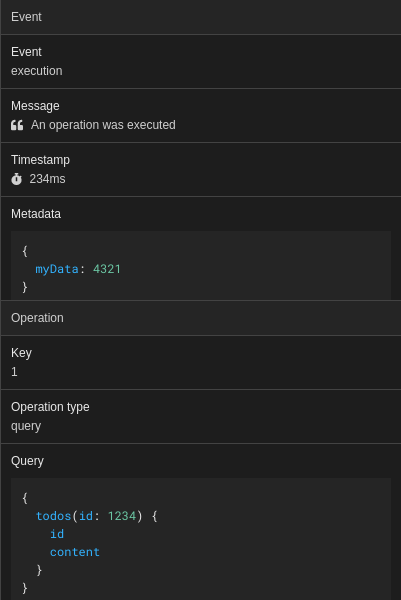 Event
Event
execution
Message
An operation was executed
Timestamp
234ms
Metadata
{
  myData: 4321
}
Operation
Key
1
Operation type
query
Query
{
  todos(id: 1234) {
    id
    content
  }
}